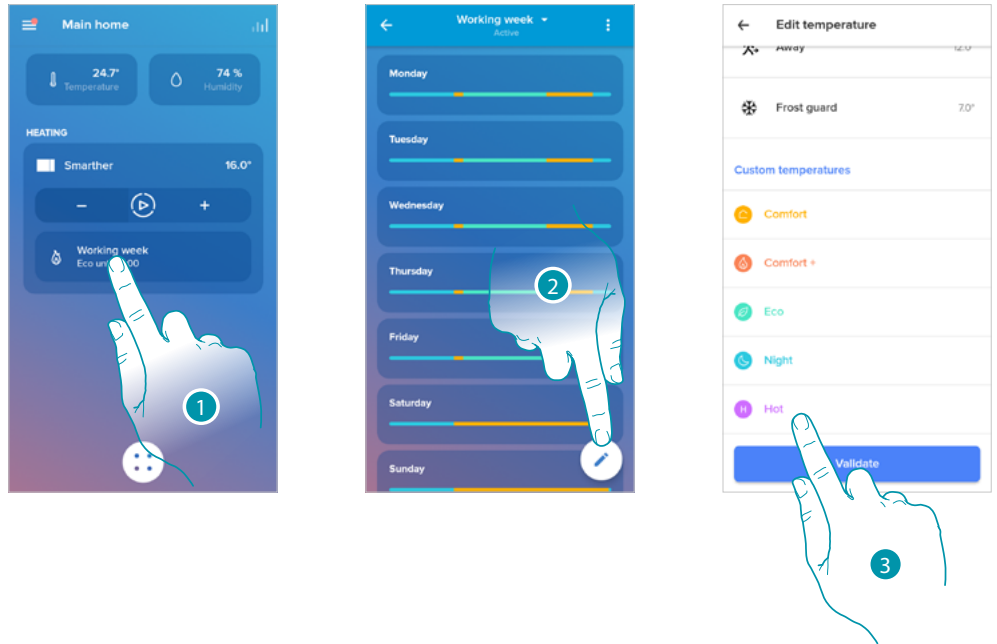 Main home
24.7°
Temperature
74 %
Humidity
HEATING
Smarther
16.0°
−
+
Working week
Eco
00
1
Working week
Active
Monday
Tuesday
Wednesday
Thursday
Friday
Saturday
Sunday
2
Edit temperature
Away
12.0°
Frost guard
7.0°
Custom temperatures
C Comfort
Comfort +
Eco
Night
H Hot
Validate
3